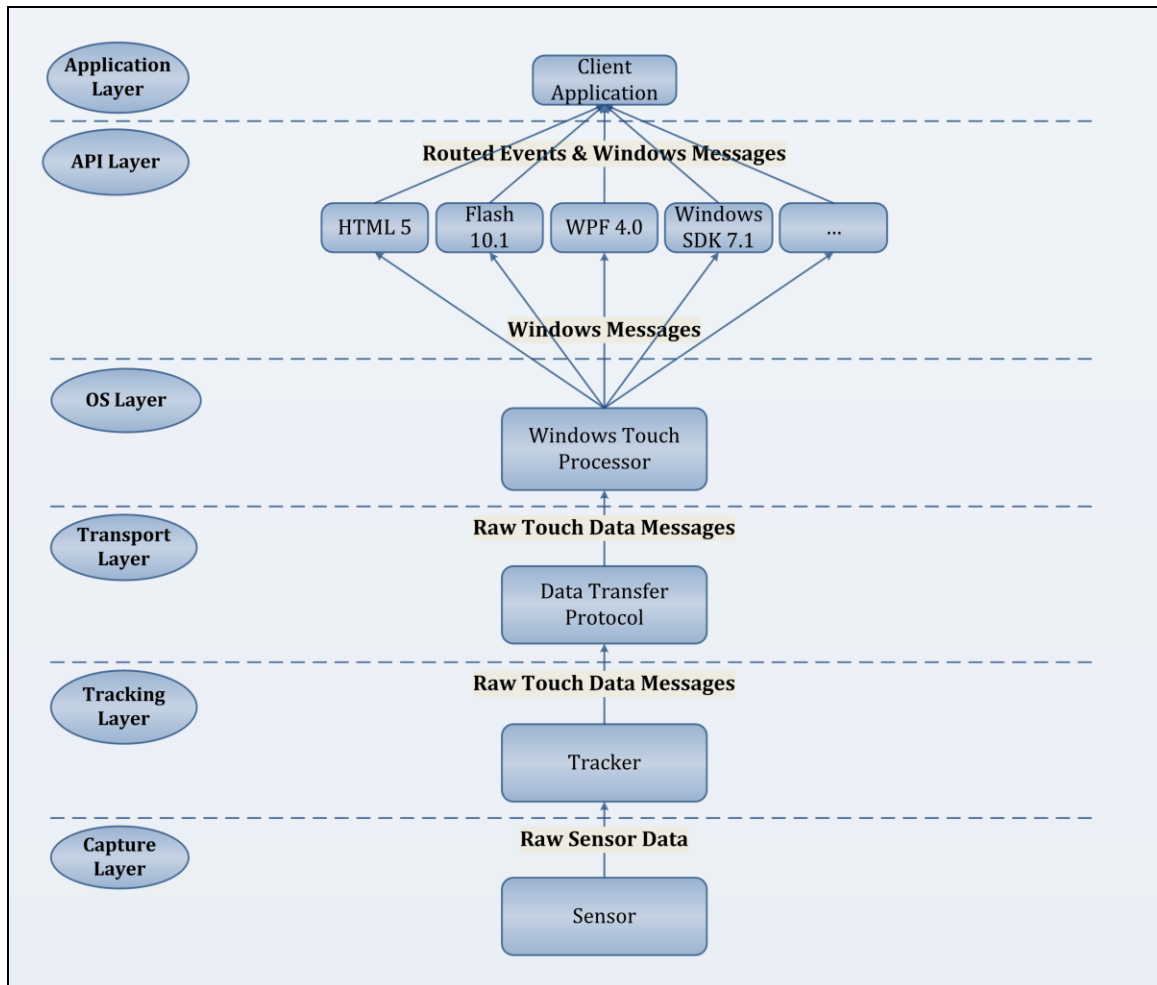 Application
Layer
Client
Application
API Layer
Routed Events & Windows Messages
HTML 5
Flash
10.1
WPF 4.0
Windows
SDK 7.1
...
Windows Messages
OS Layer
Windows Touch
Processor
Transport
Layer
Raw Touch Data Messages
Data Transfer
Protocol
Tracking
Layer
Raw Touch Data Messages
Tracker
Capture
Layer
Raw Sensor Data
Sensor